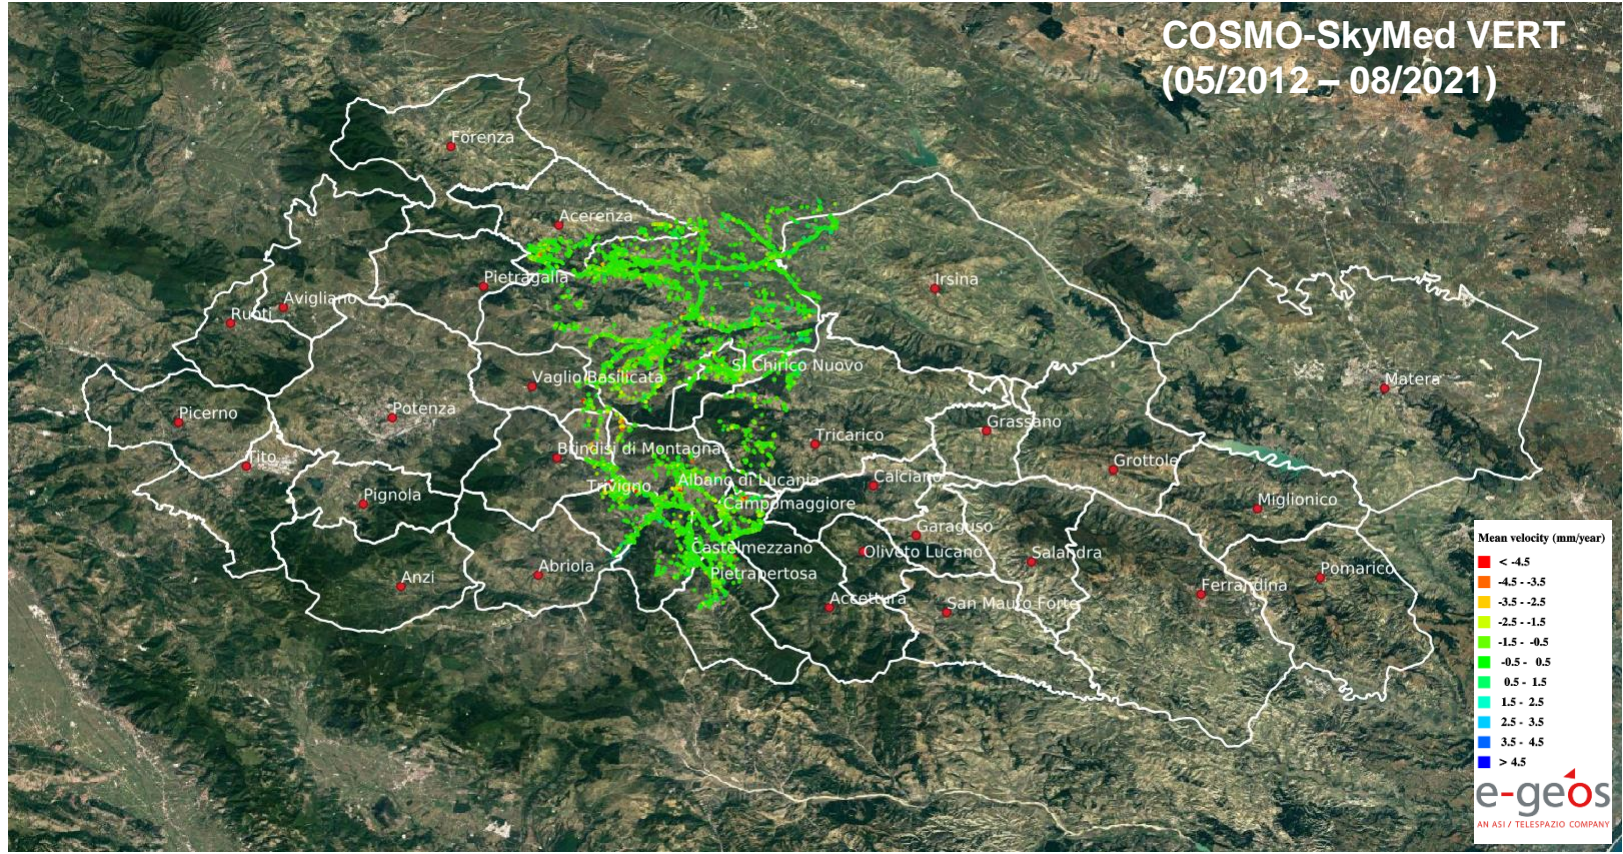 COSMO-SkyMed VERT
(05/2012 – 08/2021)
Forenza
Acerenza
Pietragalla
Irsina
Avigliano
Ruoti
S. Chirico Nuovo
Vaglio Basilicata
Matera
Picerno
Potenza
Grassano
Tricarico
Brindisi di Montagna
Tito
Grottole
Calciano
Albano di Lucania
Trivigno
Pignola
Campomaggiore
Miglionico
Garaguso
Castelmezzano
Oliveto Lucano
Salandra
Abriola
Pietrapertosa
Anzi
Pomarico
Ferrandina
Accettura
San Mauro Forte
Mean velocity (mm/year)
< -4.5
-4.5 - -3.5
-3.5 - -2.5
-2.5 - -1.5
-1.5 - -0.5
-0.5 - 0.5
0.5 - 1.5
1.5 - 2.5
2.5 - 3.5
3.5 - 4.5
> 4.5
e-geos
AN ASI / TELESPAZIO COMPANY